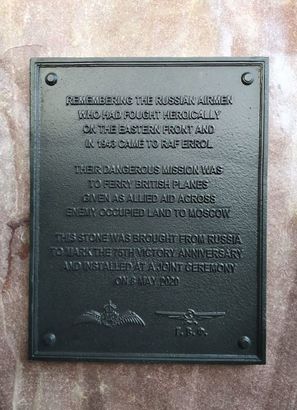 REMEMBERING THE RUSSIAN AIRMEN
WHO HAD FOUGHT HEROICALLY
ON THE EASTERN FRONT AND
IN 1943 CAME TO RAF ERROL
THEIR DANGEROUS MISSION WAS
TO FERRY BRITISH PLANES
GIVEN AS ALLIED AID ACROSS
ENEMY OCCUPIED LAND TO MOSCOW
THIS STONE WAS BROUGHT FROM RUSSIA
TO MARK THE 75TH VICTORY ANNIVERSARY
AND INSTALLED AT A JOINT CEREMONY
ON 8 MAY 2020